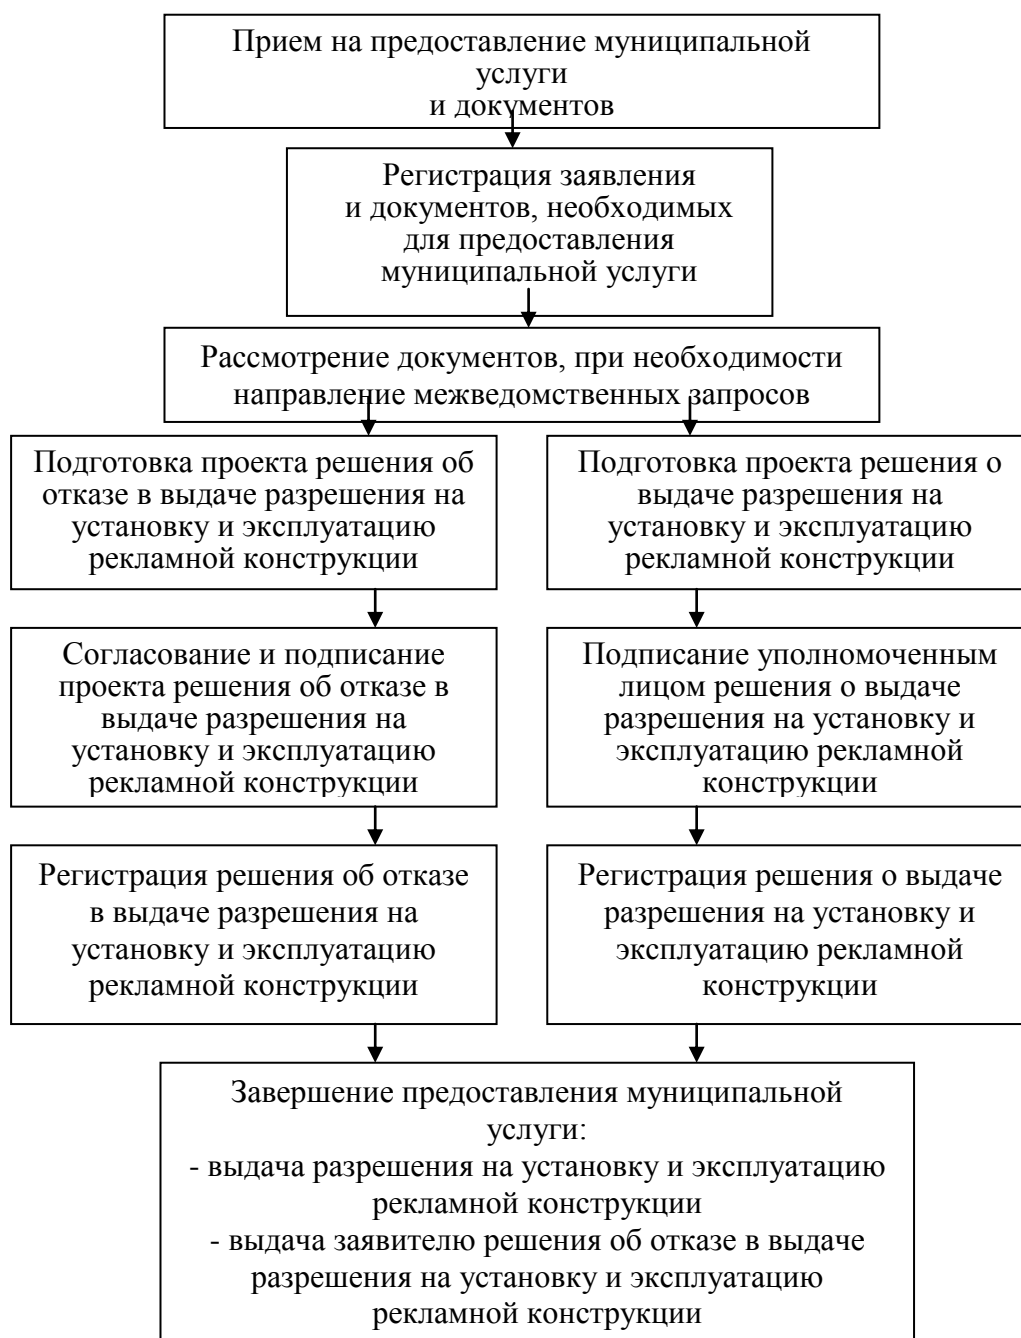 Прием на предоставление муниципальной
услуги
и документов
Регистрация заявления
и документов, необходимых
для предоставления
муниципальной услуги
Рассмотрение документов, при необходимости
направление межведомственных запросов
Подготовка проекта решения об
отказе в выдаче разрешения на
установку и эксплуатацию
рекламной конструкции
Подготовка проекта решения о
выдаче разрешения на
установку и эксплуатацию
рекламной конструкции
Согласование и подписание
проекта решения об отказе в
выдаче разрешения на
установку и эксплуатацию
рекламной конструкции
Подписание уполномоченным
лицом решения о выдаче
разрешения на установку и
эксплуатацию рекламной
конструкции
Регистрация решения об отказе
в выдаче разрешения на
установку и эксплуатацию
рекламной конструкции
Регистрация решения о выдаче
разрешения на установку и
эксплуатацию рекламной
конструкции
Завершение предоставления муниципальной
услуги:
- выдача разрешения на установку и эксплуатацию
рекламной конструкции
- выдача заявителю решения об отказе в выдаче
разрешения на установку и эксплуатацию
рекламной конструкции